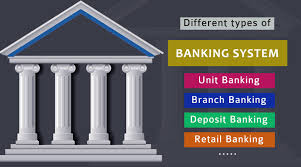 Different types of
BANKING SYSTEM
Unit Banking
Branch Banking
Deposit Banking
Retail Banking
.....